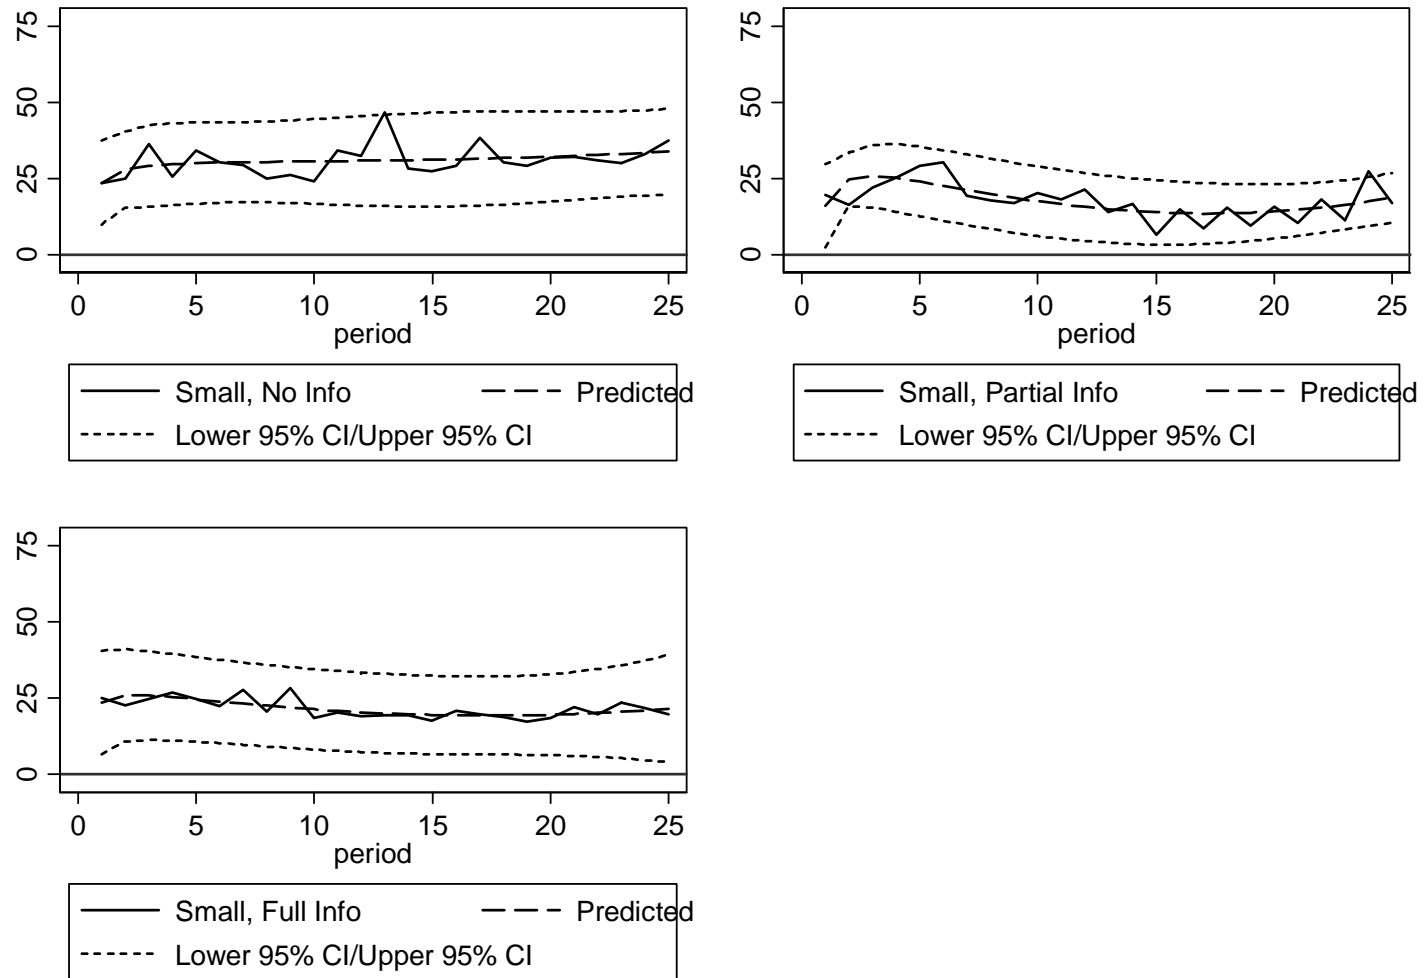 75
50
25
0
0 5 10 15 20 25
period
Small, No Info Predicted
Lower 95% CI/Upper 95% CI
75
50
25
0
0 5 10 15 20 25
period
Small, Partial Info Predicted
Lower 95% CI/Upper 95% CI
75
50
25
0
0 5 10 15 20 25
period
Small, Full Info Predicted
Lower 95% CI/Upper 95% CI